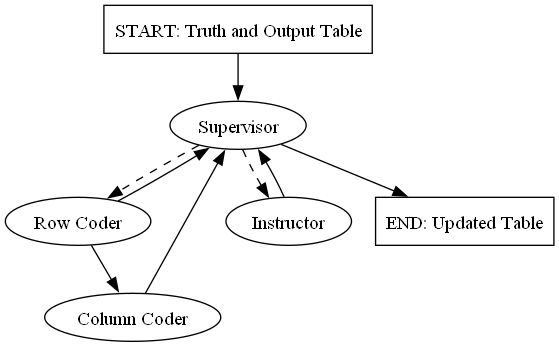 START: Truth and Output Table
Supervisor
Row Coder
Instructor
END: Updated Table
Column Coder